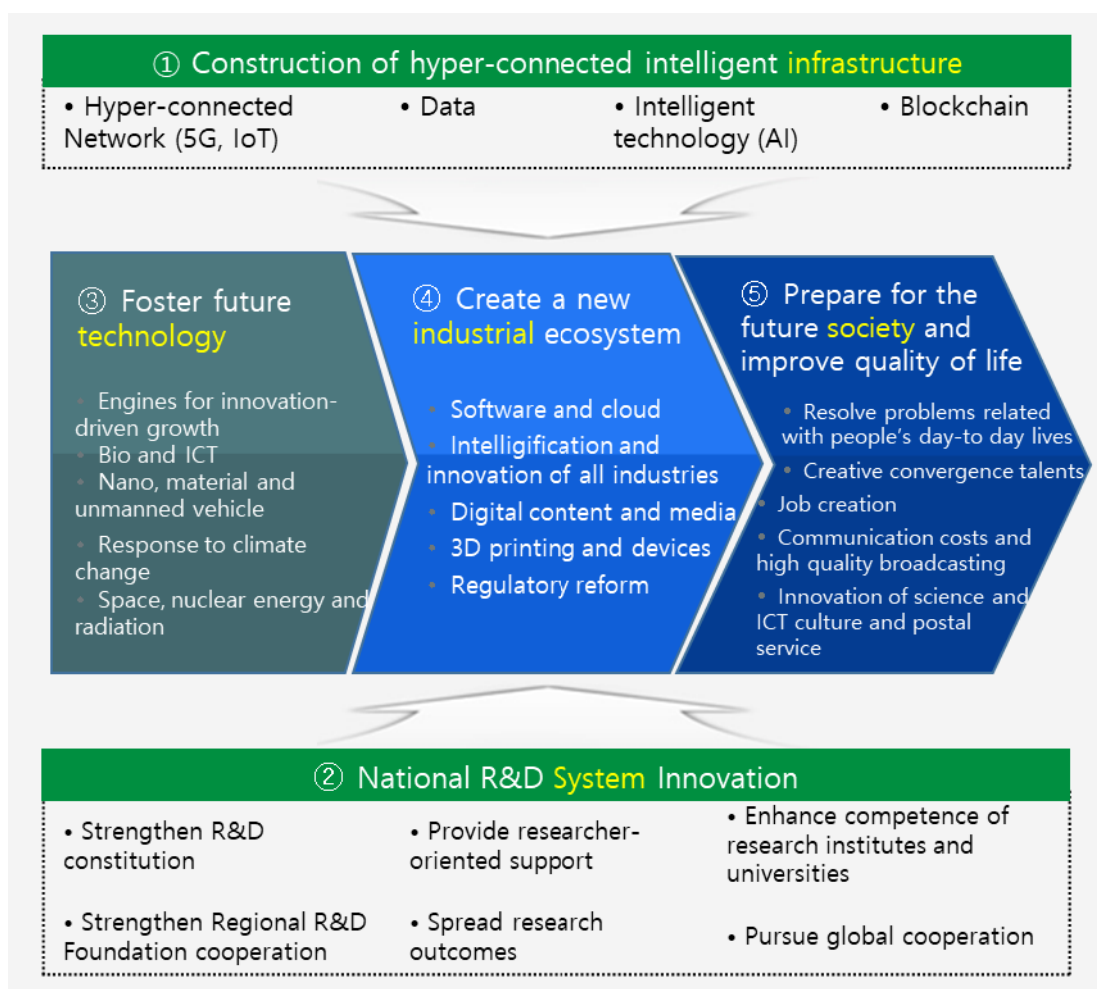 ① Construction of hyper-connected intelligent infrastructure
• Hyper-connected
Network (5G, IoT)
• Data
• Intelligent
technology (AI)
• Blockchain
③ Foster future
technology
• Engines for innovation-
driven growth
• Bio and ICT
• Nano, material and
unmanned vehicle
• Response to climate
change
• Space, nuclear energy and
radiation
④ Create a new
industrial ecosystem
• Software and cloud
• Intelligification and
innovation of all industries
• Digital content and media
• 3D printing and devices
• Regulatory reform
⑤ Prepare for the
future society and
improve quality of life
• Resolve problems related
with people's day-to day lives
• Creative convergence talents
• Job creation
• Communication costs and
high quality broadcasting
• Innovation of science and
ICT culture and postal
service
② National R&D System Innovation
• Strengthen R&D
constitution
• Provide researcher-
oriented support
• Enhance competence of
research institutes and
universities
• Strengthen Regional R&D
Foundation cooperation
• Spread research
outcomes
• Pursue global cooperation